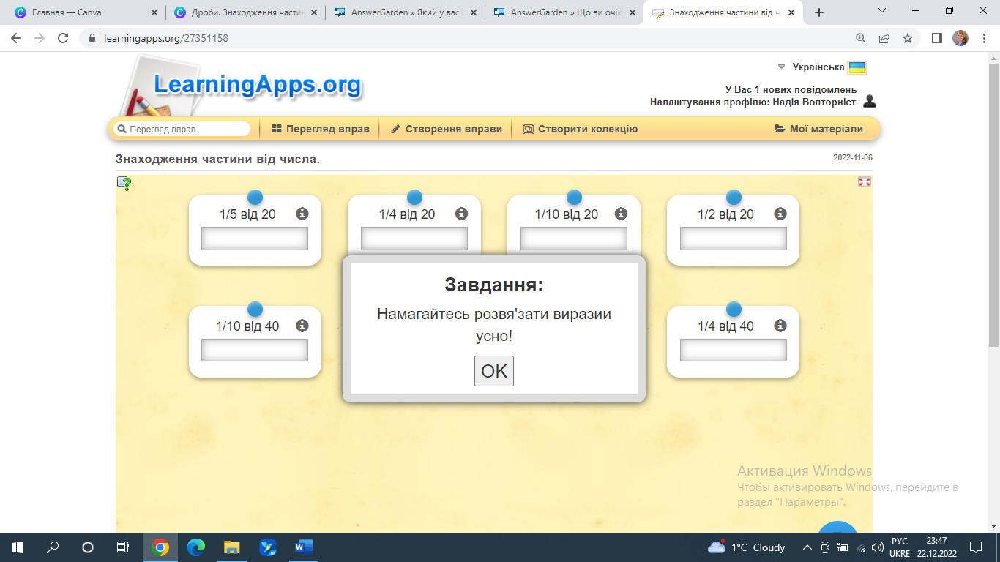 Главная — Canva
Дроби. Знаходження частин
AnswerGarden » Який у вас
AnswerGarden » Що ви очік
Знаходження частини від ч
learningapps.org/27351158
LearningApps.org
Українська
У Вас 1 нових повідомлень
Налаштування профілю: Надія Волторніст
Перегляд вправ
Перегляд вправ
Створення вправи
Створити колекцію
Мої матеріали
Знаходження частини від числа.
2022-11-06
1/5 від 20
1/4 від 20
1/10 від 20
1/2 від 20
Завдання:
Намагайтесь розвя'зати виразии
усно!
OK
1/10 від 40
1/4 від 40
Активация Windows
Чтобы активировать Windows, перейдите в
раздел "Параметры".
1°C Cloudy
РУС
UKRE
23:47
22.12.2022